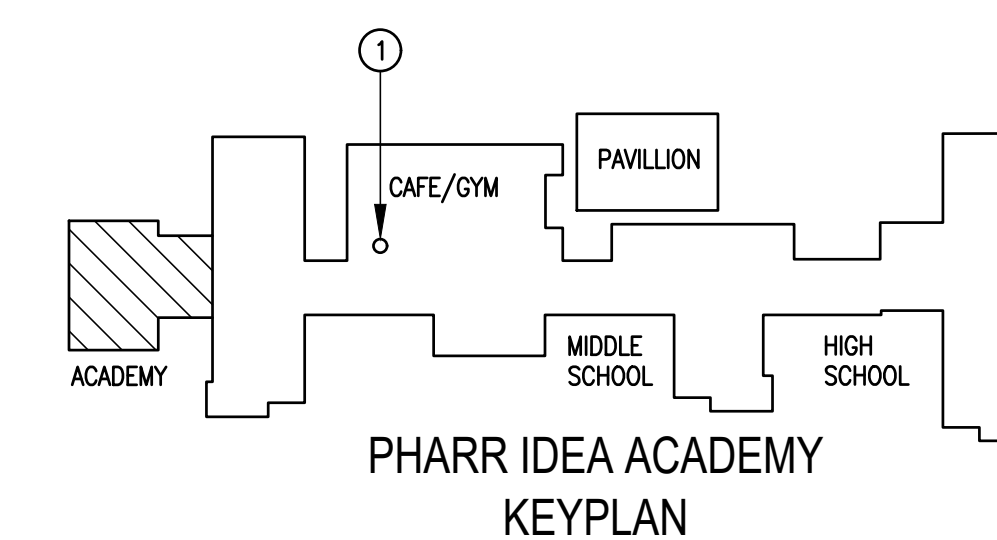 1
PAVILLION
CAFE/GYM
MIDDLE
SCHOOL
HIGH
SCHOOL
ACADEMY
PHARR IDEA ACADEMY
KEYPLAN